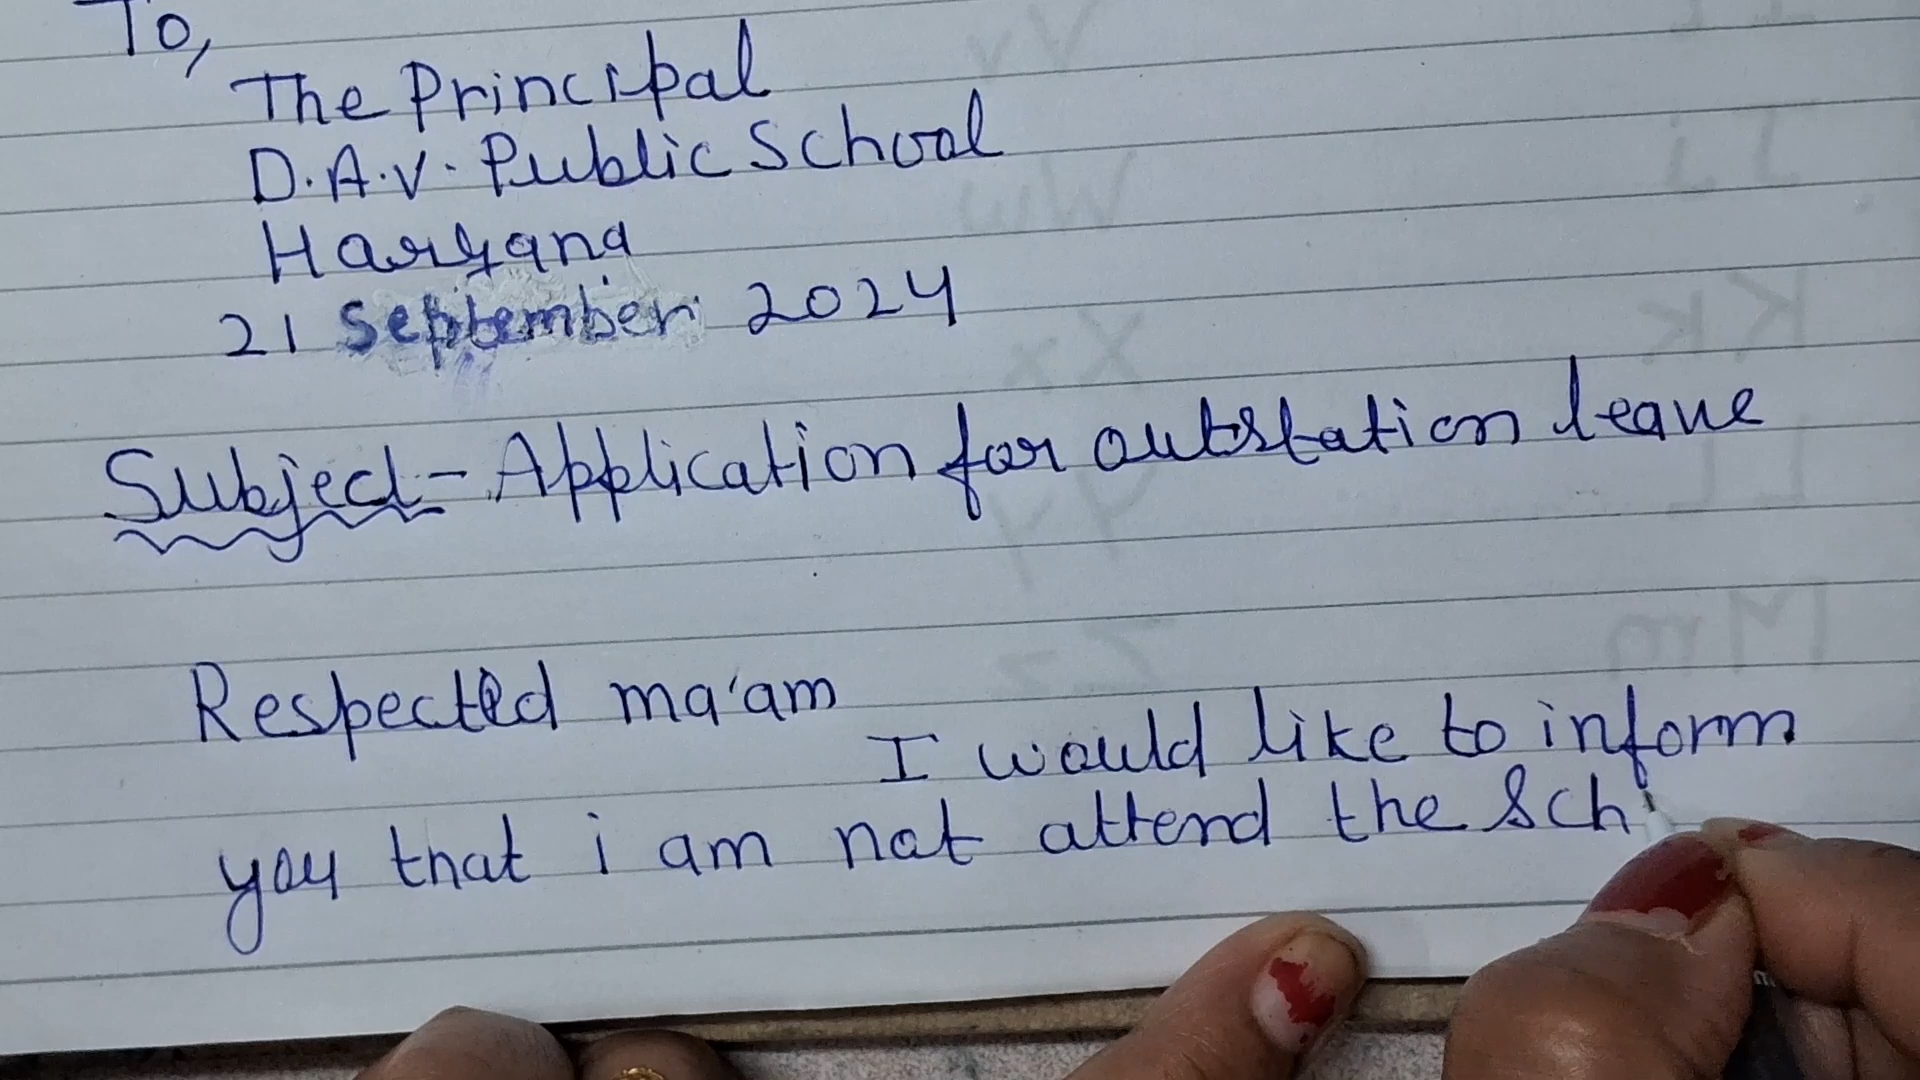 To,
The Principal
D.A.V. Public School
Haryana
21 September 2024
Subject - Application for outstation leave
Respected ma'am
I would like to inform
you that i am not attend the Sch